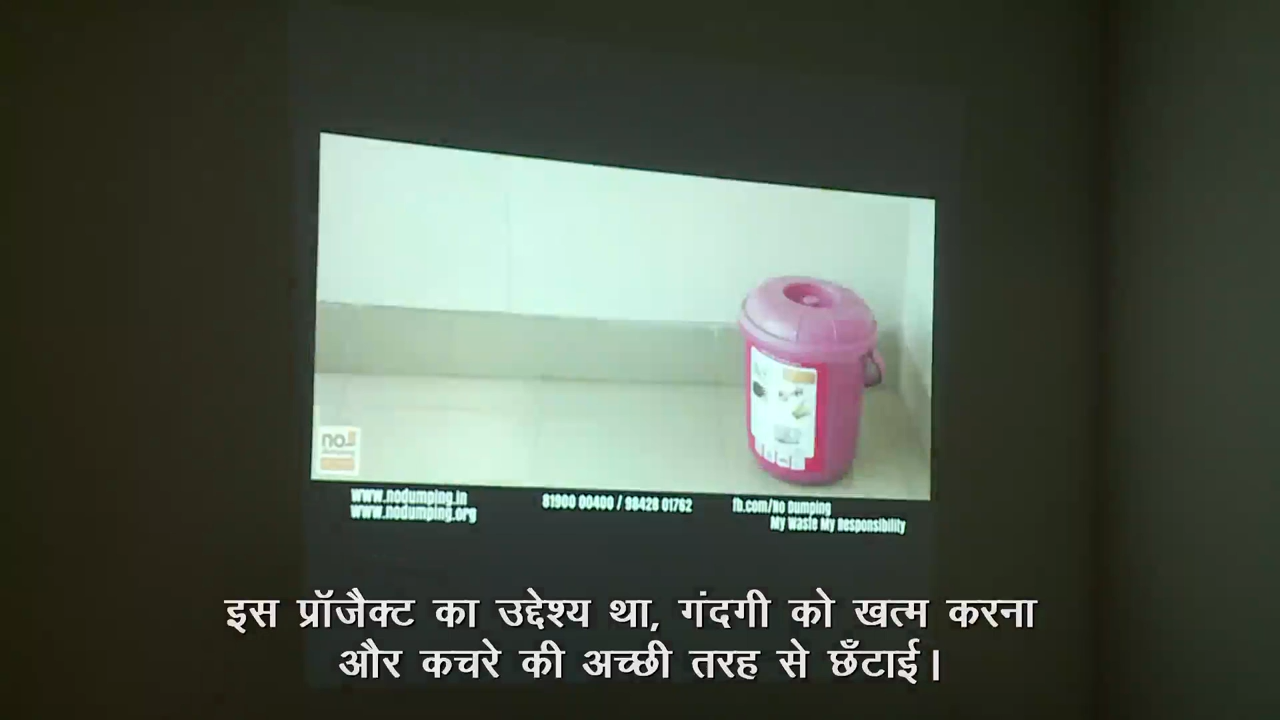 no
www.nodumping.in
www.nodumping.org
81900 00400 / 98428 01762
fb.com/No Dumping
My Waste My Responsibility
इस प्रॉजैक्ट का उद्देश्य था, गंदगी को खत्म करना
और कचरे की अच्छी तरह से छँटाई।